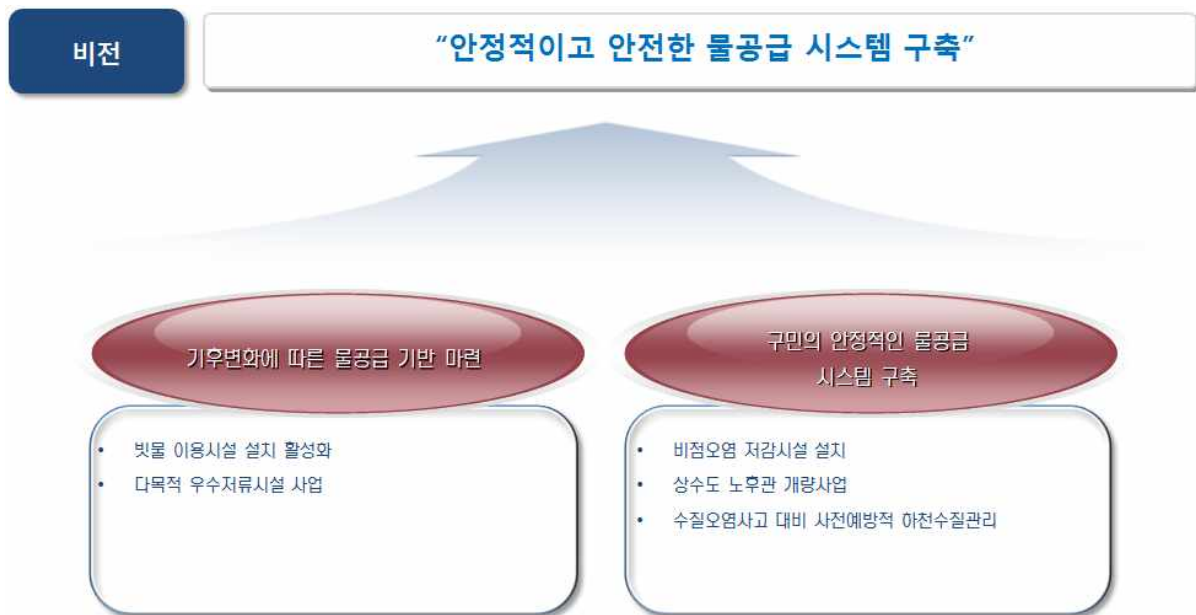 비전
“안정적이고 안전한 물공급 시스템 구축”
기후변화에 따른 물공급 기반 마련
• 빗물 이용시설 설치 활성화
• 다목적 우수저류시설 사업
구민의 안정적인 물공급
시스템 구축
• 비점오염 저감시설 설치
• 상수도 노후관 개량사업
• 수질오염사고 대비 사전예방적 하천수질관리